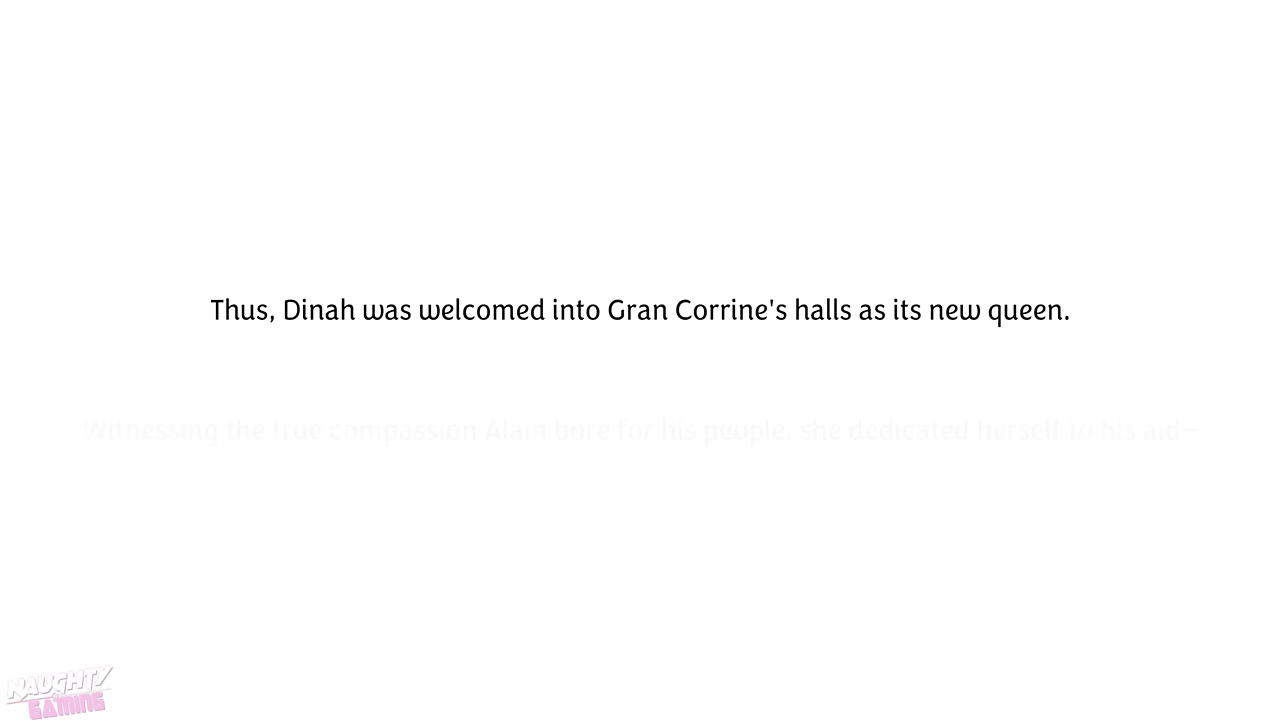 Thus, Dinah was welcomed into Gran Corrine's halls as its new queen.
Witnessing the true compassion Alain bore for his people, she dedicated herself to his aid—
NAUGHTY
GAMING